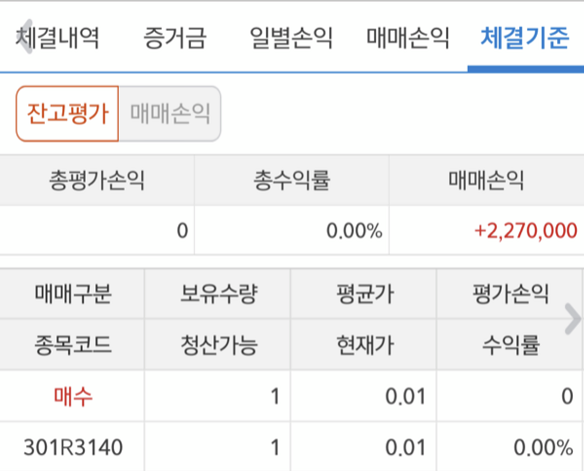 체결내역 증거금 일별손익 매매손익 체결기준
잔고평가 매매손익
총평가손익 총수익률 매매손익
0 0.00% +2,270,000
매매구분 보유수량 평균가 평가손익
종목코드 청산가능 현재가 수익률
매수 1 0.01 0
301R3140 1 0.01 0.00%